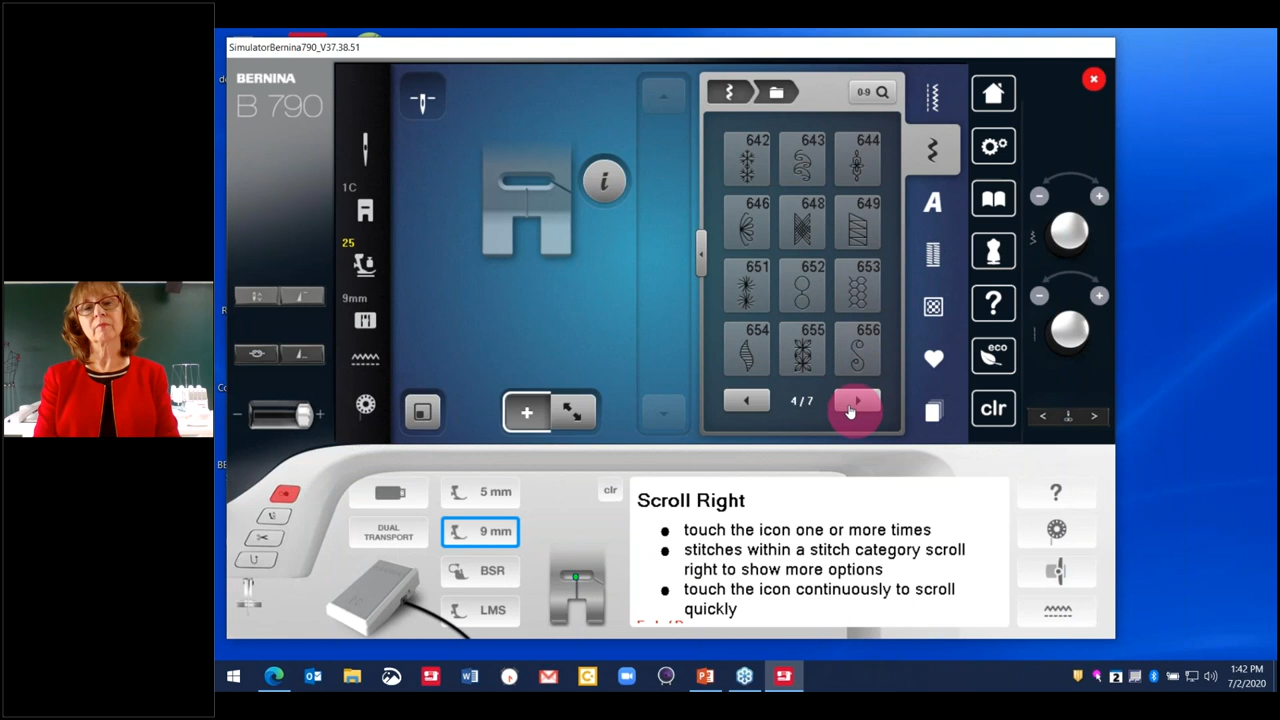 SimulatorBernina790_V37.38.51
BERNINA
B 790
1C
25
9mm
i
0-9
642 643 644
646 648 649
651 652 653
654 655 656
4/7
A
?
eco
clr
5 mm
DUAL TRANSPORT
9 mm
BSR
LMS
clr
Scroll Right
● touch the icon one or more times
● stitches within a stitch category scroll
right to show more options
● touch the icon continuously to scroll
quickly
?
1:42 PM
7/2/2020